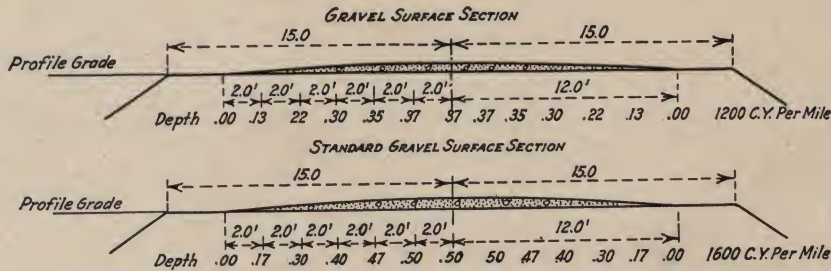 GRAVEL SURFACE SECTION
15.0 15.0
Profile Grade
2.0' 2.0' 2.0' 2.0' 2.0' 2.0' 12.0'
Depth .00 .13 .22 .30 .35 .37 .37 .37 .35 .30 .22 .13 .00 1200 C.Y. Per Mile
STANDARD GRAVEL SURFACE SECTION
15.0 15.0
Profile Grade
2.0' 2.0' 2.0' 2.0' 2.0' 2.0' 12.0'
Depth .00 .17 .30 .40 .47 .50 .50 .50 .47 .40 .30 .17 .00 1600 C.Y. Per Mile